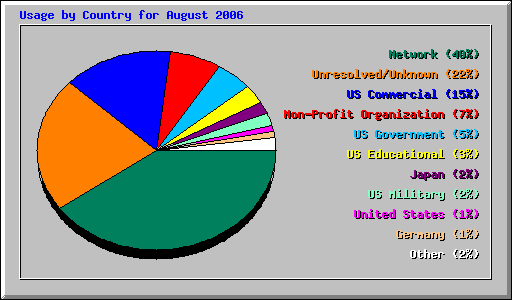 Usage by Country for August 2006
Network (40%)
Unresolved/Unknown (22%)
US Commercial (15%)
Non-Profit Organization (7%)
US Government (5%)
US Educational (3%)
Japan (2%)
US Military (2%)
United States (1%)
Germany (1%)
Other (2%)